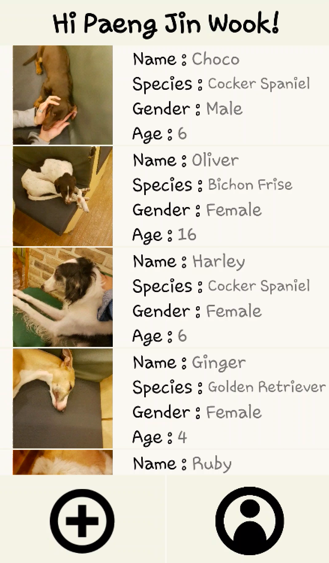 Hi Paeng Jin Wook!
Name : Choco
Species : Cocker Spaniel
Gender : Male
Age : 6
Name : Oliver
Species : Bichon Frise
Gender : Female
Age : 16
Name : Harley
Species : Cocker Spaniel
Gender : Female
Age : 6
Name : Ginger
Species : Golden Retriever
Gender : Female
Age : 4
Name : Ruby